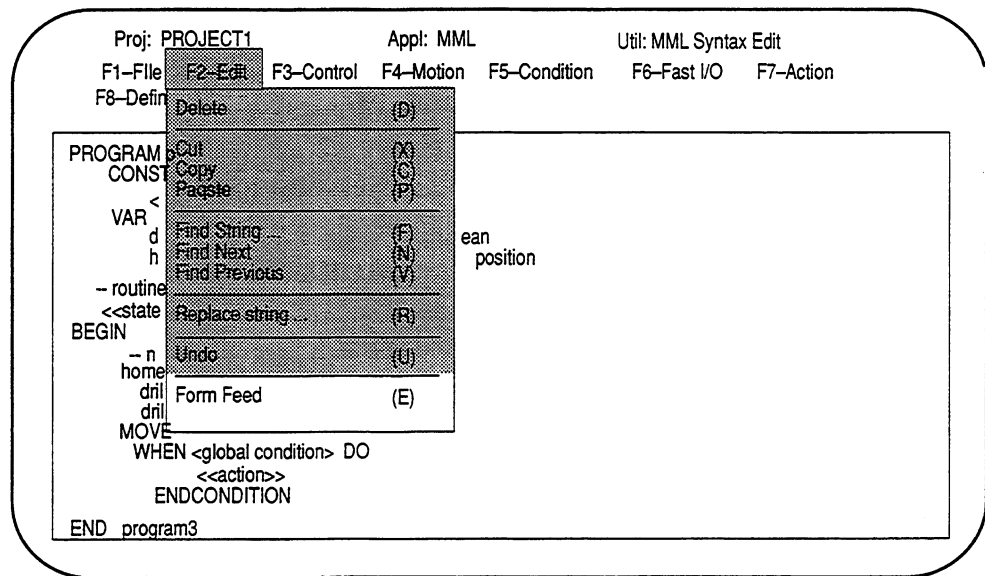 Proj: PROJECT1 Appl: MML Util: MML Syntax Edit
F1–FIle F2–Edit F3–Control F4–Motion F5–Condition F6–Fast I/O F7–Action
F8–Defin
Delete (D)
PROGRAM p
Cut (X)
CONST
Copy (C)
Paqste (P)
<
VAR
d Find String ... (F) ean
h Find Next (N) position
Find Previous (V)
-- routine
<<state Replace string ... (R)
BEGIN
-- n Undo (U)
home
dril Form Feed (E)
dril
MOVE
WHEN <global condition> DO
<<action>>
ENDCONDITION
END program3